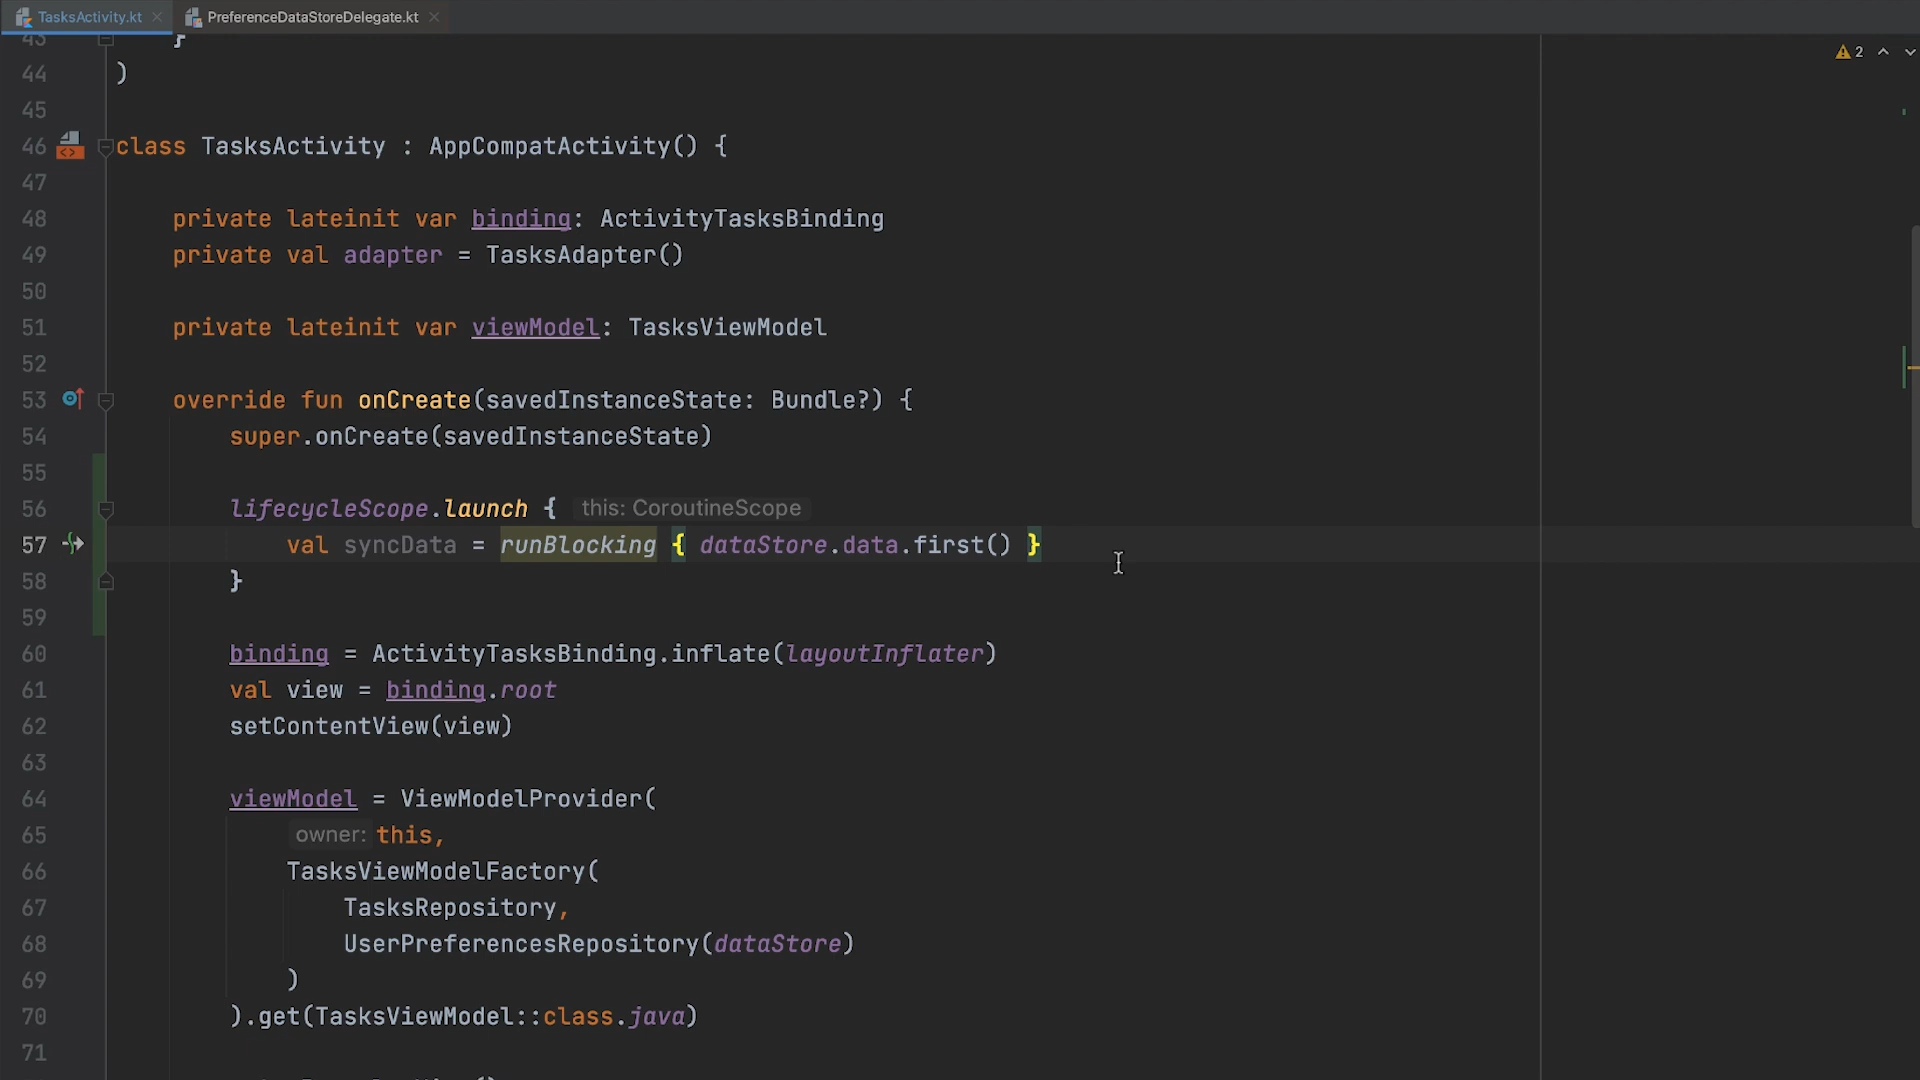 TasksActivity.kt PreferenceDataStoreDelegate.kt
43 }
44 )
2
45
46 class TasksActivity : AppCompatActivity() {
47
48 private lateinit var binding: ActivityTasksBinding
49 private val adapter = TasksAdapter()
50
51 private lateinit var viewModel: TasksViewModel
52
53 override fun onCreate(savedInstanceState: Bundle?) {
54 super.onCreate(savedInstanceState)
55
56 lifecycleScope.launch { this: CoroutineScope
57 val syncData = runBlocking { dataStore.data.first() }
58 }
59
60 binding = ActivityTasksBinding.inflate(layoutInflater)
61 val view = binding.root
62 setContentView(view)
63
64 viewModel = ViewModelProvider(
65 owner: this,
66 TasksViewModelFactory(
67 TasksRepository,
68 UserPreferencesRepository(dataStore)
69 )
70 ).get(TasksViewModel::class.java)
71